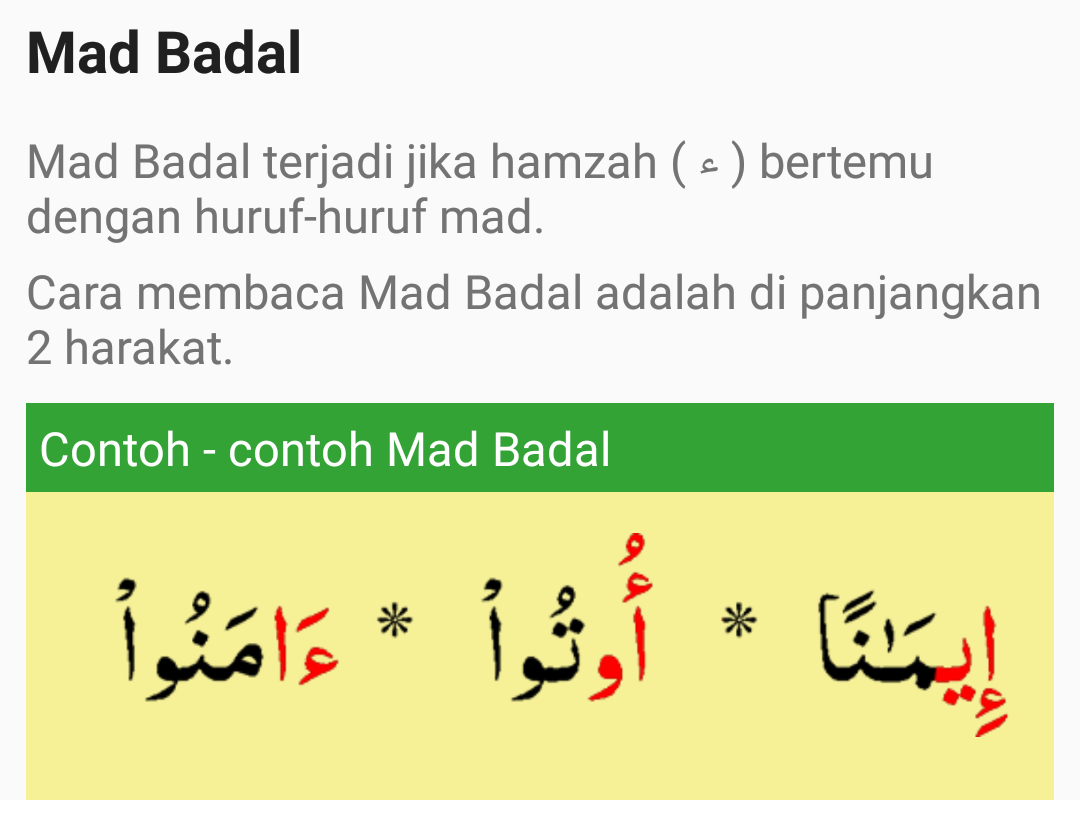 Mad Badal
Mad Badal terjadi jika hamzah ( ء ) bertemu
dengan huruf-huruf mad.
Cara membaca Mad Badal adalah di panjangkan
2 harakat.
Contoh - contoh Mad Badal
إِيمَـٰنًا * أُوتُوا۟ * ءَامَنُوا۟